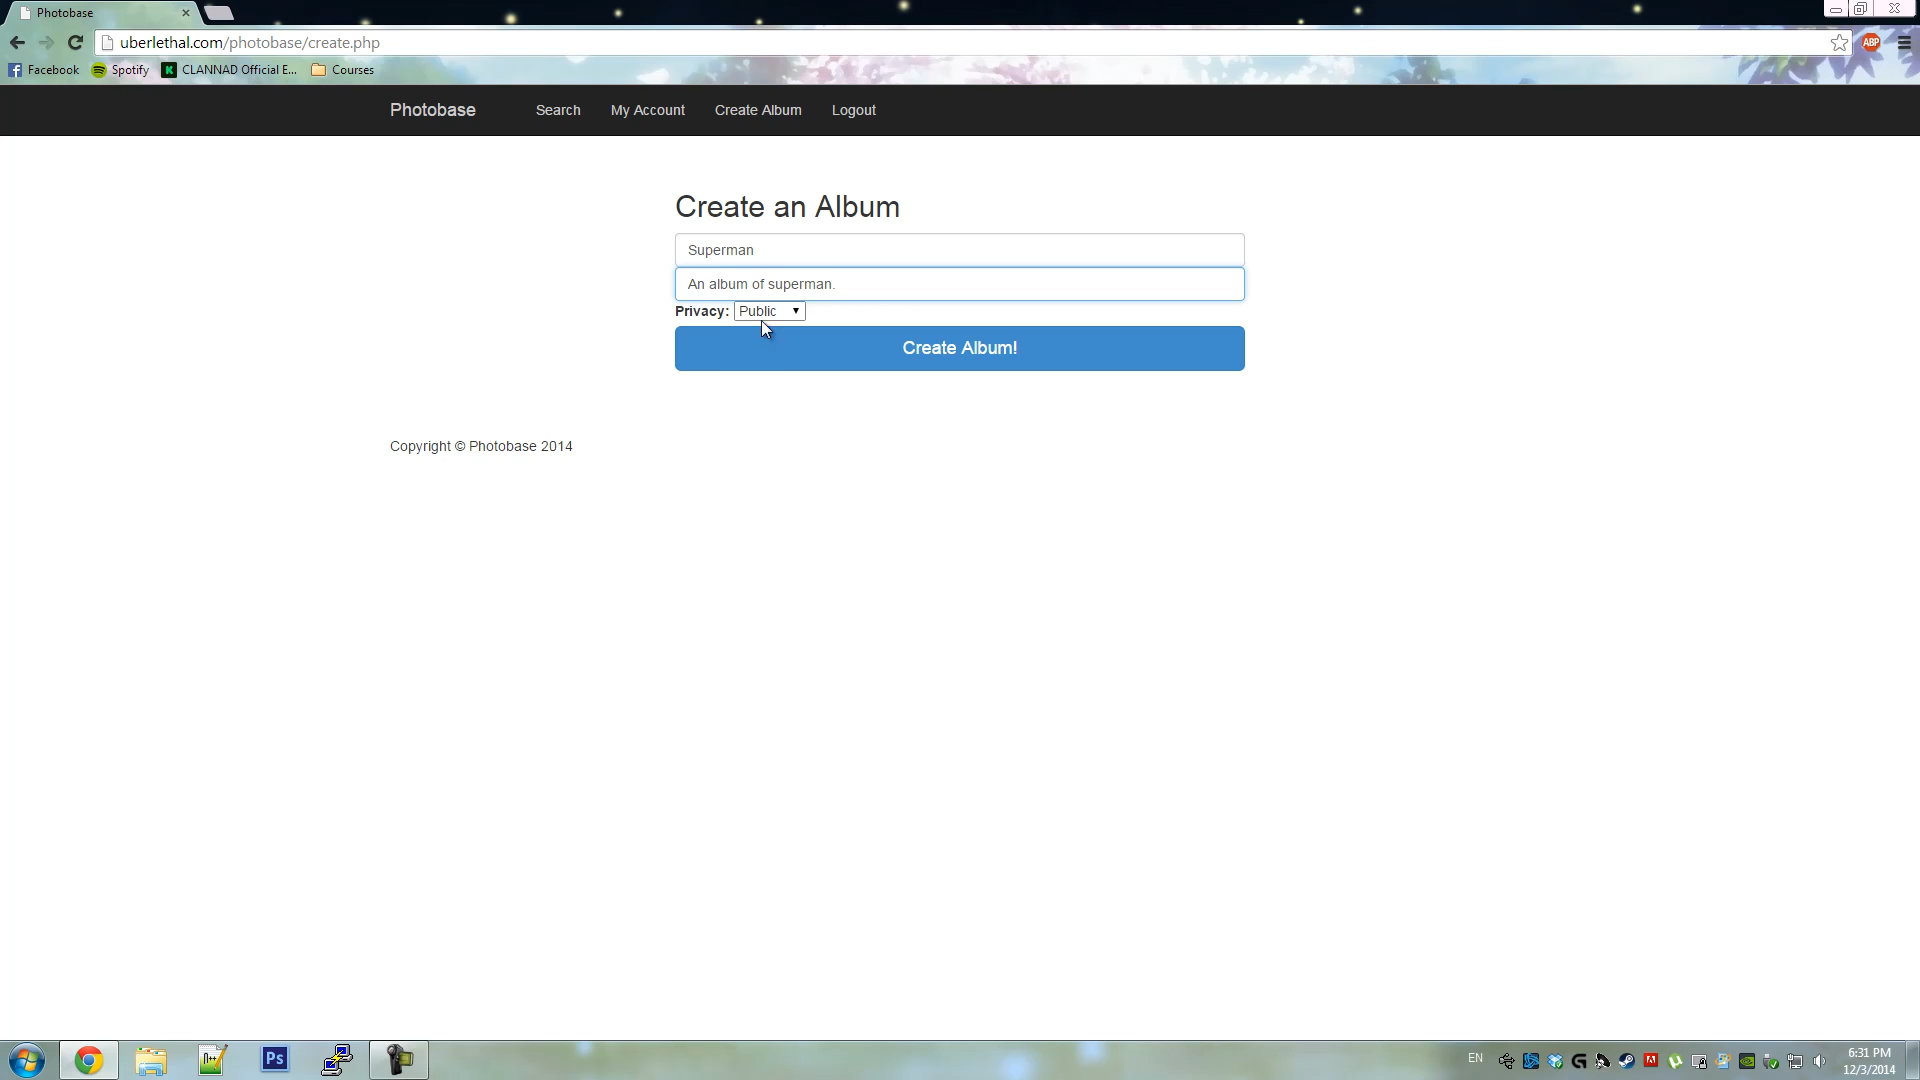 Photobase
uberlethal.com/photobase/create.php
ABP
Facebook Spotify CLANNAD Official E... Courses
Photobase Search My Account Create Album Logout
Create an Album
Superman
An album of superman.
Privacy: Public
Create Album!
Copyright © Photobase 2014
Ps
EN
6:31 PM
12/3/2014